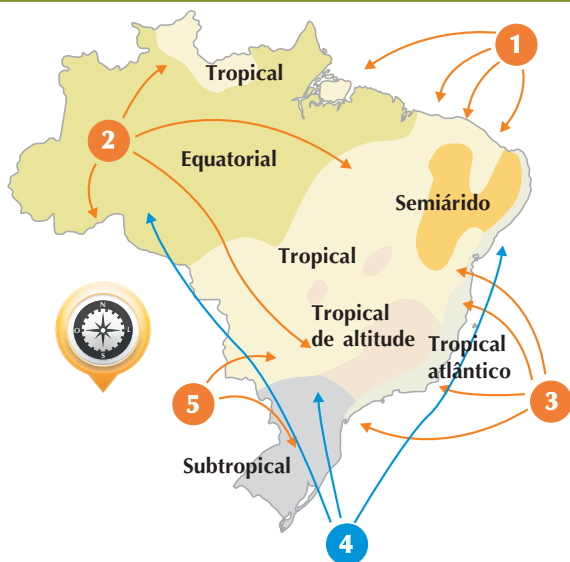 1
Tropical
2
Equatorial
Semiárido
Tropical
Tropical
de altitude
Tropical
atlântico
N
O
L
S
5
3
Subtropical
4